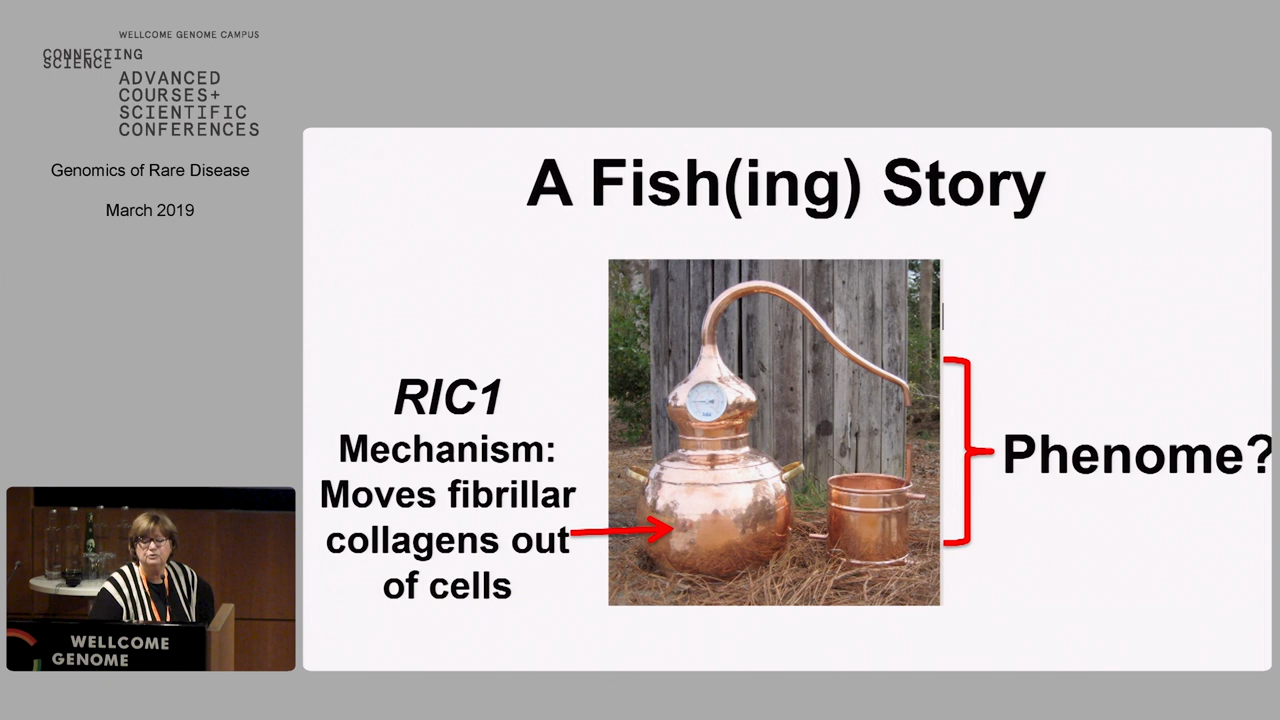 WELLCOME GENOME CAMPUS
CONNECTING
SCIENCE
ADVANCED
COURSES+
SCIENTIFIC
CONFERENCES
Genomics of Rare Disease
March 2019
A Fish(ing) Story
RIC1
Mechanism:
Moves fibrillar
collagens out
of cells
Phenome?
WELLCOME
GENOME